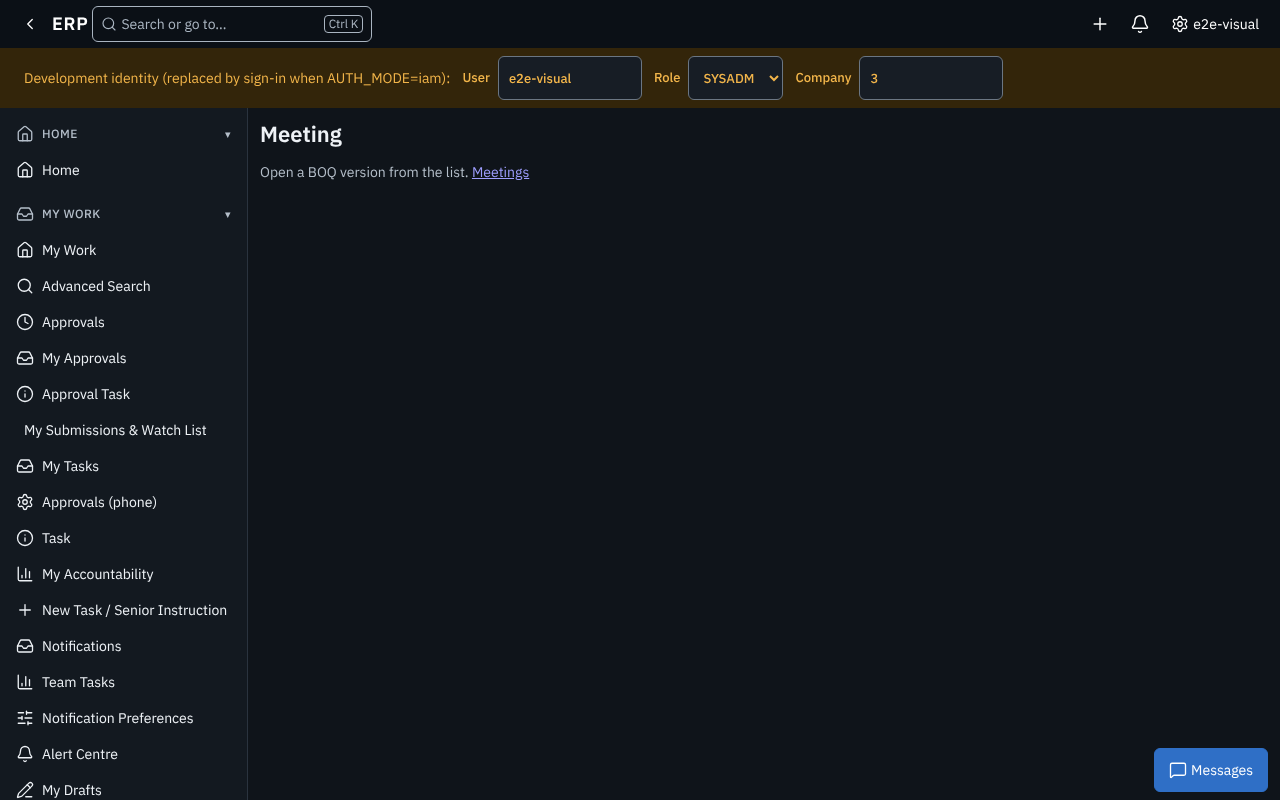 ERP
Search or go to...
Ctrl K
e2e-visual
Development identity (replaced by sign-in when AUTH_MODE=iam):
User
e2e-visual
Role
SYSADM
Company
3
HOME
Home
MY WORK
My Work
Advanced Search
Approvals
My Approvals
Approval Task
My Submissions & Watch List
My Tasks
Approvals (phone)
Task
My Accountability
New Task / Senior Instruction
Notifications
Team Tasks
Notification Preferences
Alert Centre
My Drafts
Meeting
Open a BOQ version from the list. Meetings
Messages